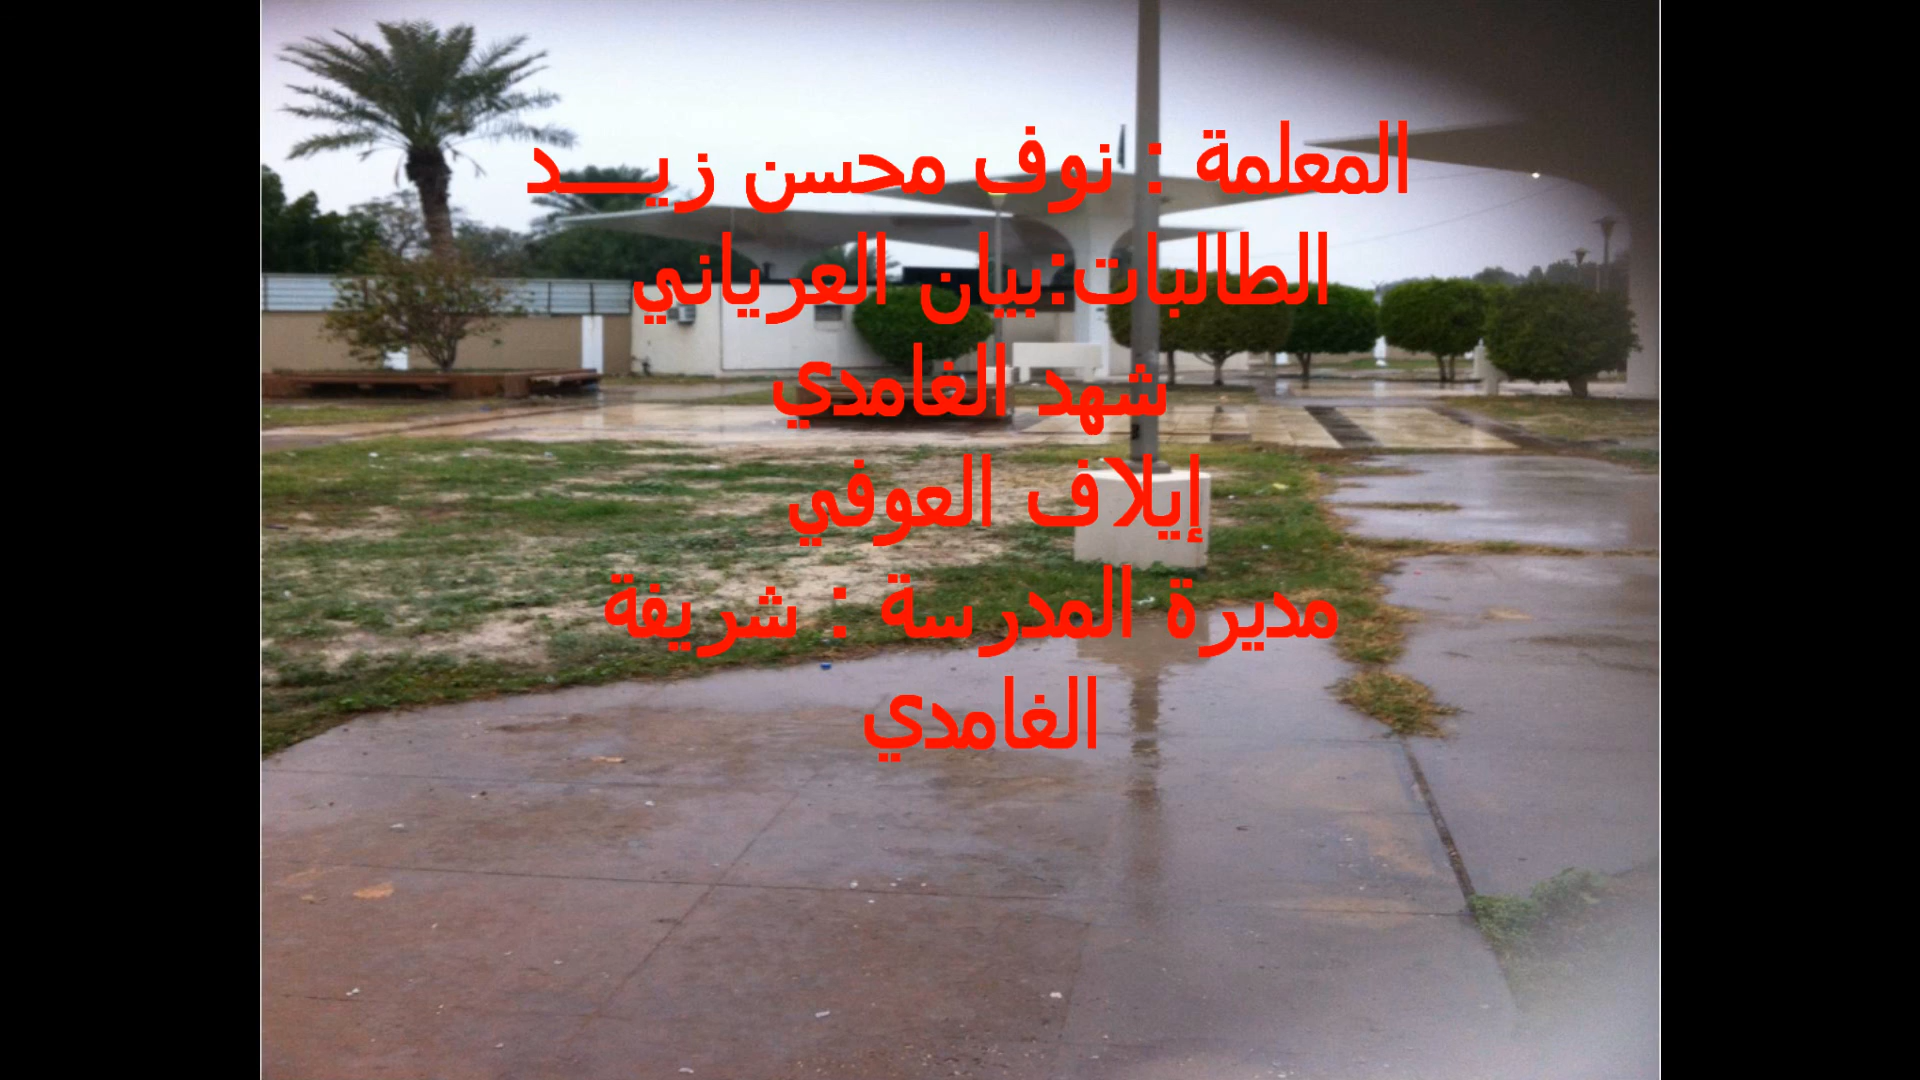 المعلمة : نوف محسن زيـــد
الطالبات:بيان العرياني
شهد الغامدي
إيلاف العوفي
مديرة المدرسة : شريفة
الغامدي